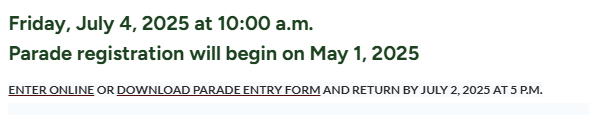 Friday, July 4, 2025 at 10:00 a.m.
Parade registration will begin on May 1, 2025
ENTER ONLINE OR DOWNLOAD PARADE ENTRY FORM AND RETURN BY JULY 2, 2025 AT 5 P.M.